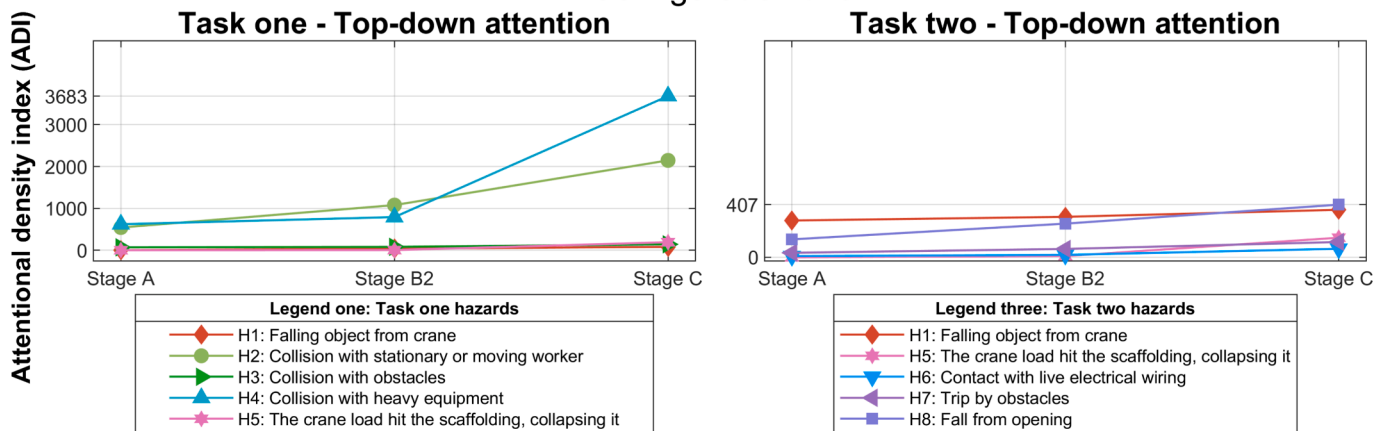 Task one - Top-down attention
Task two - Top-down attention
Attentional density index (ADI)
3683
3000
2000
1000
0
Stage A
Stage B2
Stage C
407
0
Stage A
Stage B2
Stage C
Legend one: Task one hazards
H1: Falling object from crane
H2: Collision with stationary or moving worker
H3: Collision with obstacles
H4: Collision with heavy equipment
H5: The crane load hit the scaffolding, collapsing it
Legend three: Task two hazards
H1: Falling object from crane
H5: The crane load hit the scaffolding, collapsing it
H6: Contact with live electrical wiring
H7: Trip by obstacles
H8: Fall from opening